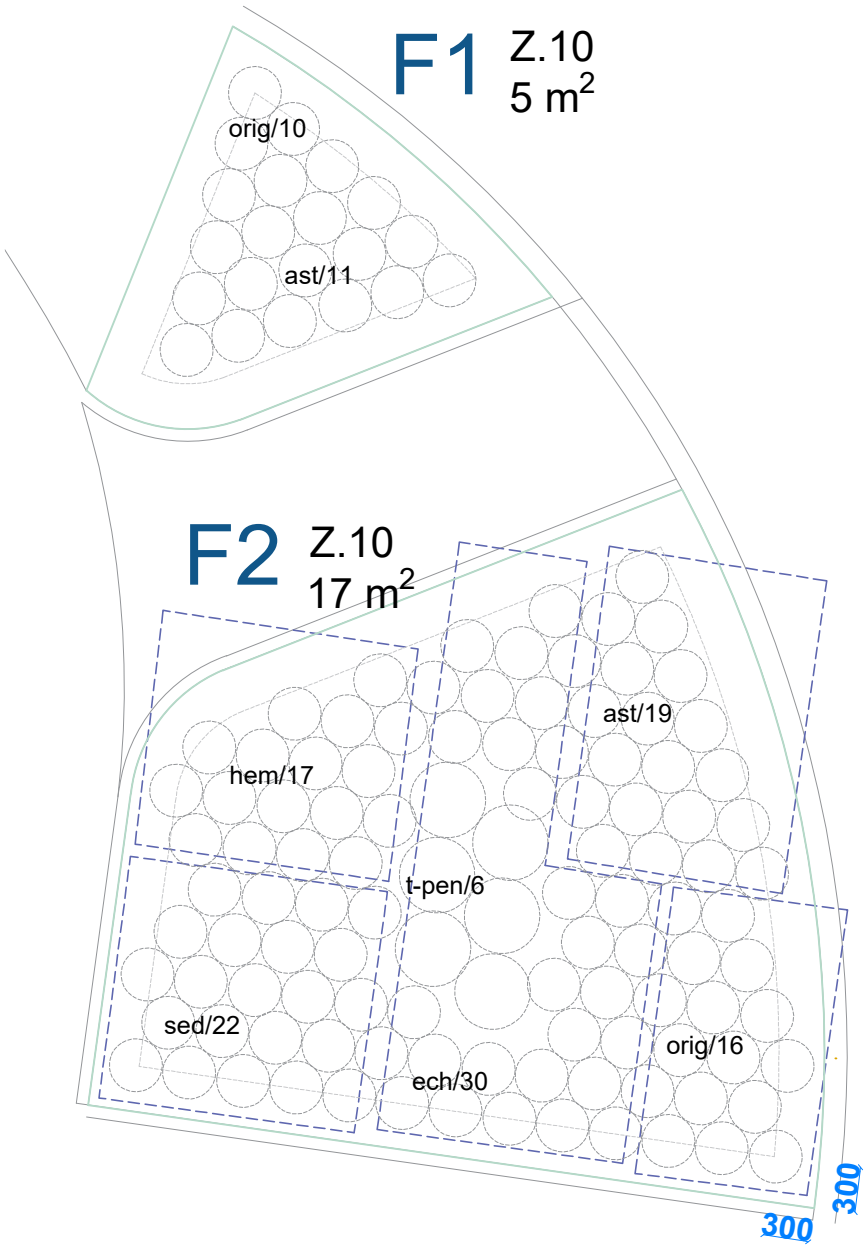 F1
Z.10
5 m²
orig/10
ast/11
F2
Z.10
17 m²
ast/19
hem/17
t-pen/6
sed/22
orig/16
ech/30
300
300